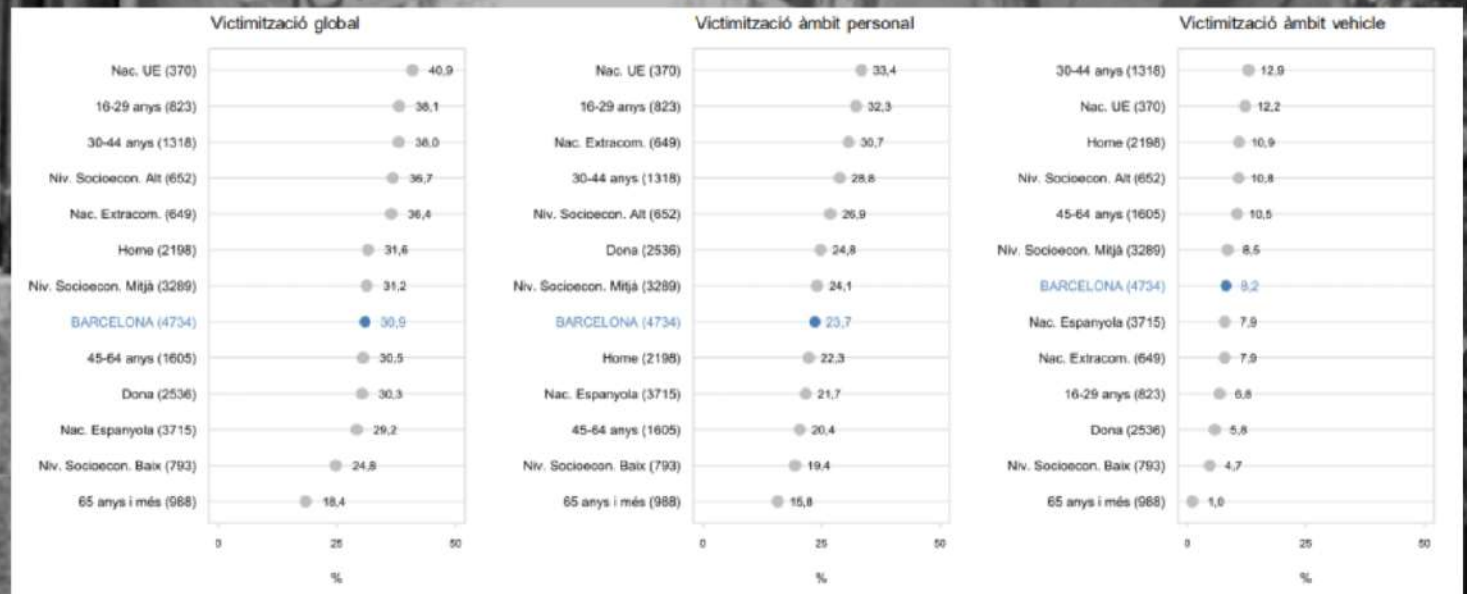 Victimització global
Nac. UE (370) 40,9
16-29 anys (823) 38,1
30-44 anys (1318) 38,0
Niv. Socioecon. Alt (652) 36,7
Nac. Extracom. (649) 36,4
Home (2198) 31,6
Niv. Socioecon. Mitjà (3289) 31,2
BARCELONA (4734) 30,9
45-64 anys (1605) 30,5
Dona (2536) 30,3
Nac. Espanyola (3715) 29,2
Niv. Socioecon. Baix (793) 24,8
65 anys i més (988) 18,4
0 25 50
%
Victimització àmbit personal
Nac. UE (370) 33,4
16-29 anys (823) 32,3
Nac. Extracom. (649) 30,7
30-44 anys (1318) 28,8
Niv. Socioecon. Alt (652) 26,9
Dona (2536) 24,8
Niv. Socioecon. Mitjà (3289) 24,1
BARCELONA (4734) 23,7
Home (2198) 22,3
Nac. Espanyola (3715) 21,7
45-64 anys (1605) 20,4
Niv. Socioecon. Baix (793) 19,4
65 anys i més (988) 15,8
0 25 50
%
Victimització àmbit vehicle
30-44 anys (1318) 12,9
Nac. UE (370) 12,2
Home (2198) 10,9
Niv. Socioecon. Alt (652) 10,8
45-64 anys (1605) 10,5
Niv. Socioecon. Mitjà (3289) 8,5
BARCELONA (4734) 8,2
Nac. Espanyola (3715) 7,9
Nac. Extracom. (649) 7,9
16-29 anys (823) 6,8
Dona (2536) 5,8
Niv. Socioecon. Baix (793) 4,7
65 anys i més (988) 1,0
0 25 50
%